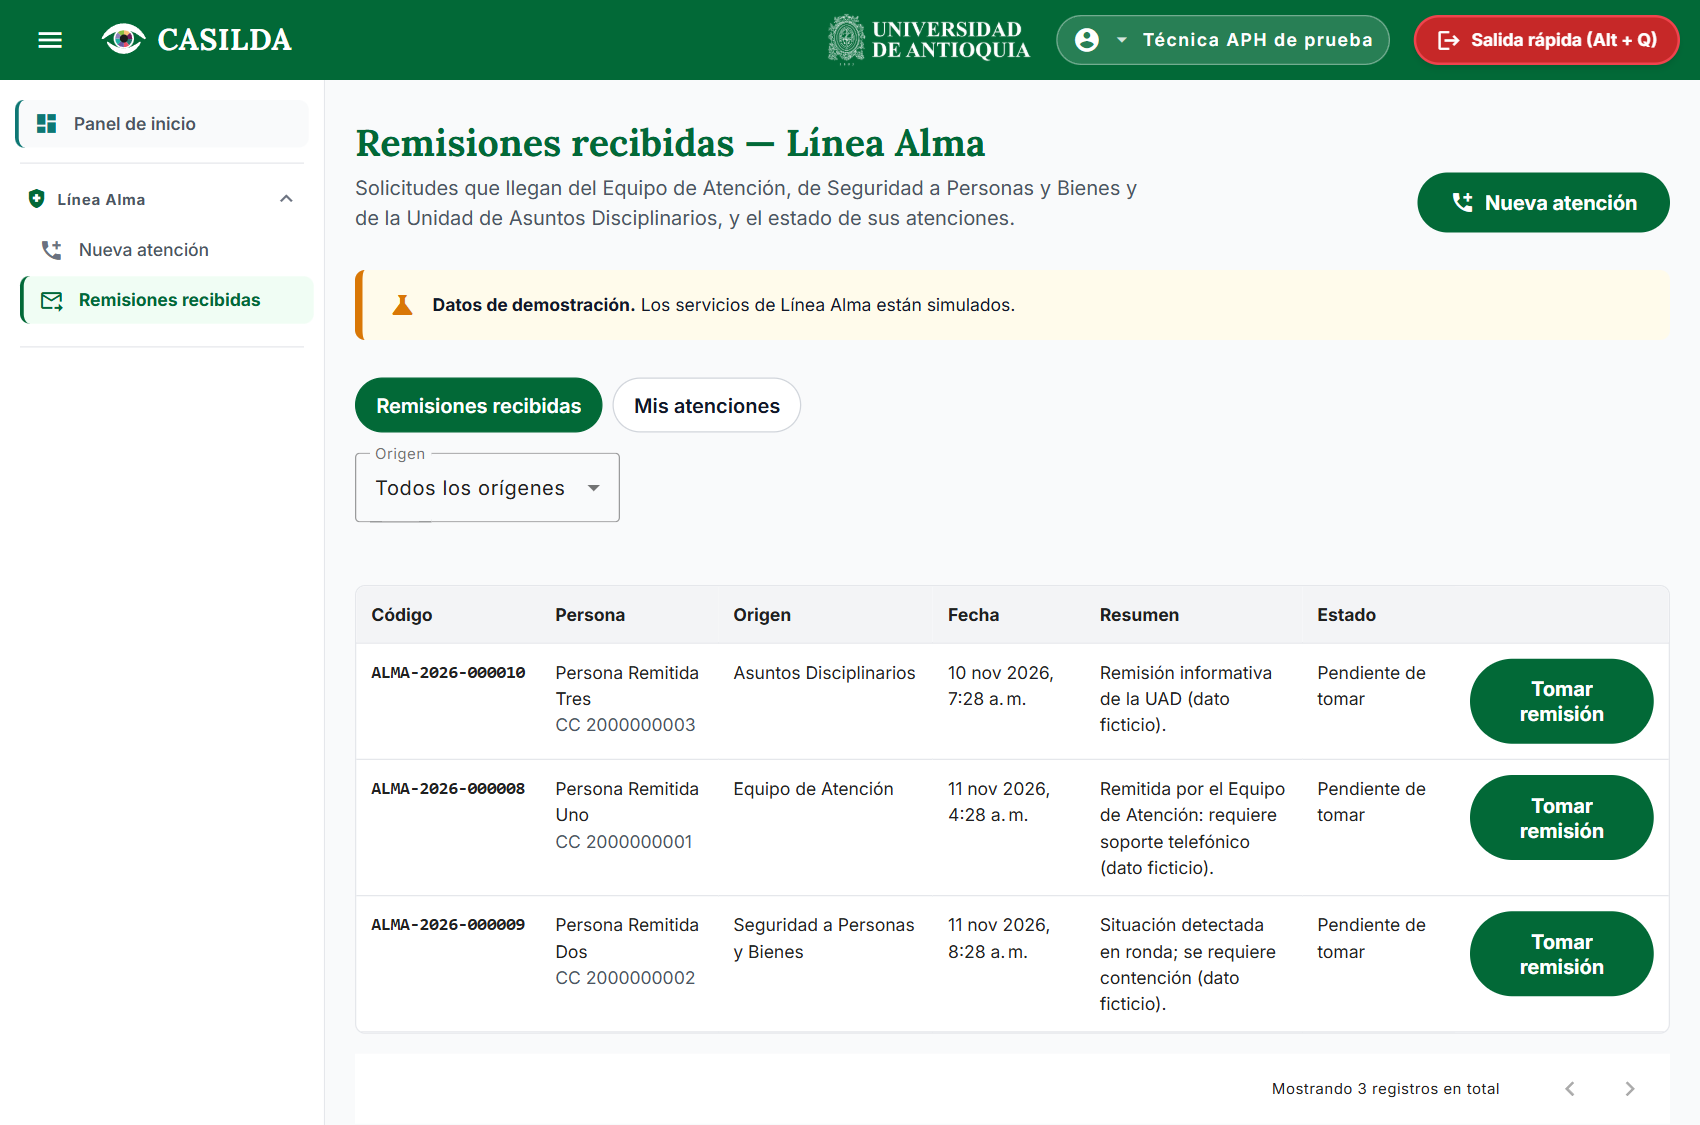 CASILDA
UNIVERSIDAD
DE ANTIOQUIA
Técnica APH de prueba
Salida rápida (Alt + Q)
Panel de inicio
Línea Alma
Nueva atención
Remisiones recibidas
Remisiones recibidas — Línea Alma
Solicitudes que llegan del Equipo de Atención, de Seguridad a Personas y Bienes y
de la Unidad de Asuntos Disciplinarios, y el estado de sus atenciones.
Nueva atención
Datos de demostración. Los servicios de Línea Alma están simulados.
Remisiones recibidas
Mis atenciones
Origen
Todos los orígenes
Código Persona Origen Fecha Resumen Estado
ALMA-2026-000010 Persona Remitida Asuntos Disciplinarios 10 nov 2026, Remisión informativa Pendiente de Tomar
Tres 7:28 a. m. de la UAD (dato tomar remisión
CC 2000000003 ficticio).
ALMA-2026-000008 Persona Remitida Equipo de Atención 11 nov 2026, Remitida por el Equipo Pendiente de Tomar
Uno 4:28 a. m. de Atención: requiere tomar remisión
CC 2000000001 soporte telefónico
(dato ficticio).
ALMA-2026-000009 Persona Remitida Seguridad a Personas 11 nov 2026, Situación detectada Pendiente de Tomar
Dos y Bienes 8:28 a. m. en ronda; se requiere tomar remisión
CC 2000000002 contención (dato
ficticio).
Mostrando 3 registros en total